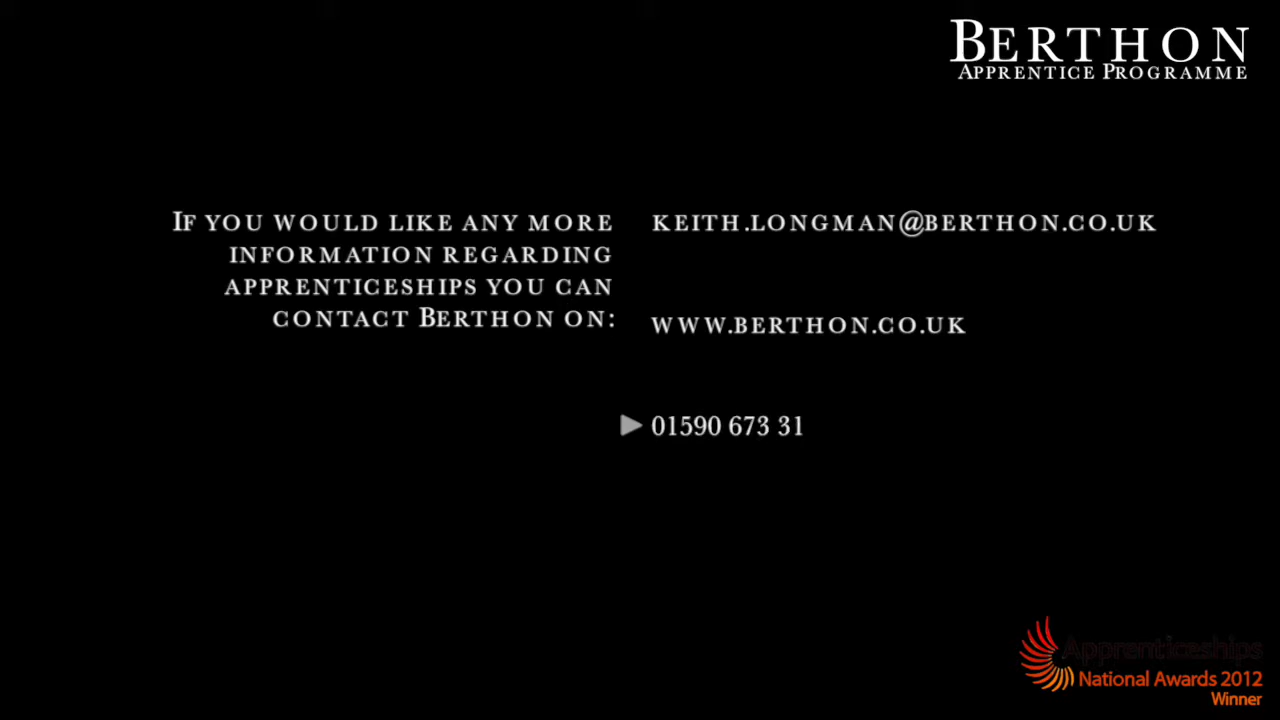 BERTHON
APPRENTICE PROGRAMME
IF YOU WOULD LIKE ANY MORE
INFORMATION REGARDING
APPRENTICESHIPS YOU CAN
CONTACT BERTHON ON:
KEITH.LONGMAN@BERTHON.CO.UK
WWW.BERTHON.CO.UK
01590 673 31
Apprenticeships
National Awards 2012
Winner